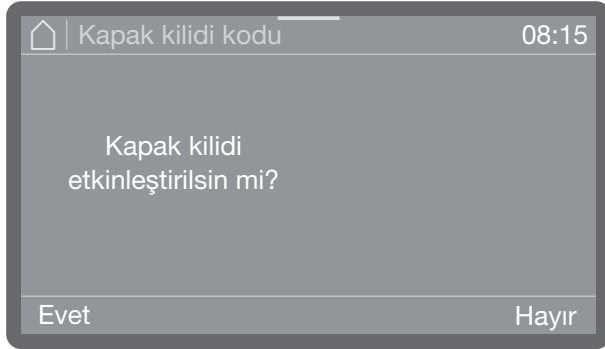 Kapak kilidi kodu 08:15
Kapak kilidi
etkinleştirilsin mi?
Evet Hayır